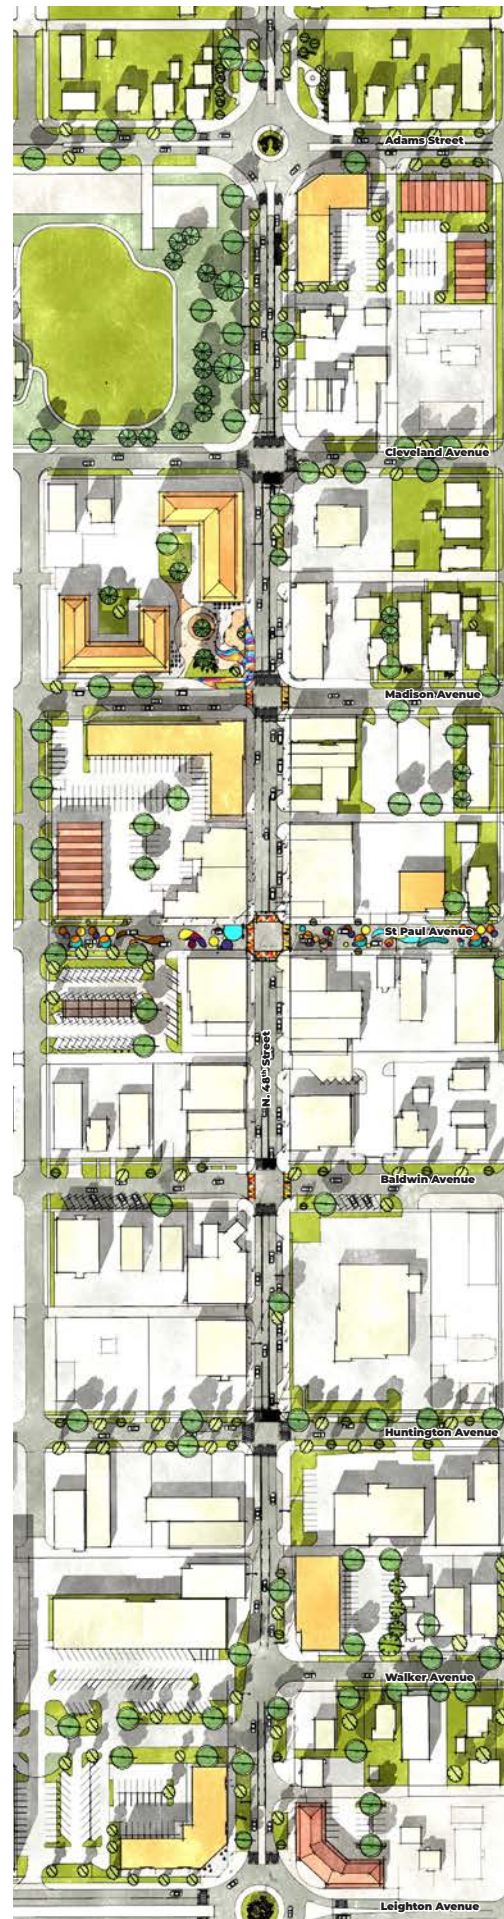 Adams Street
Cleveland Avenue
Madison Avenue
St Paul Avenue
N. 48th Street
Baldwin Avenue
Huntington Avenue
Walker Avenue
Leighton Avenue